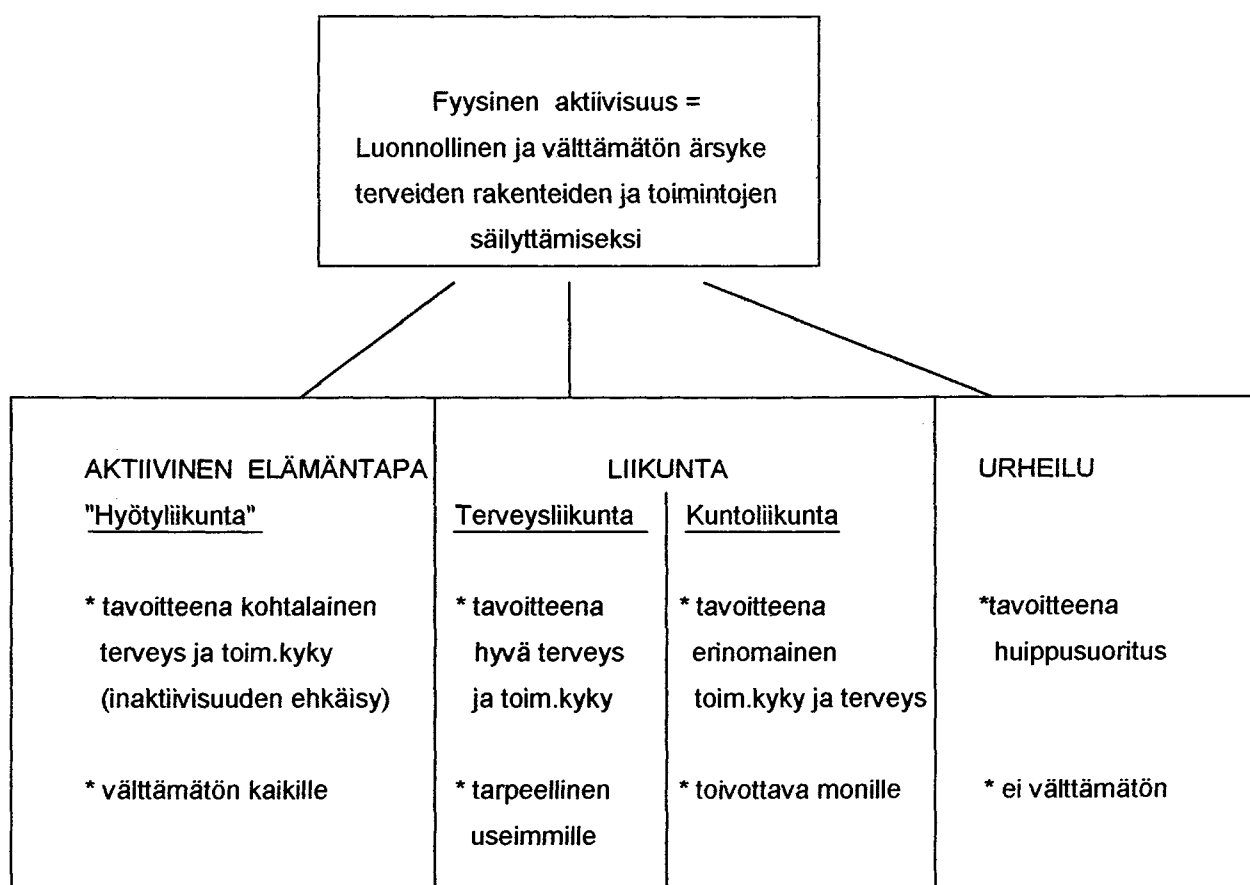 Fyysinen aktiivisuus =
Luonnollinen ja välttämätön ärsyke
terveiden rakenteiden ja toimintojen
säilyttämiseksi
AKTIIVINEN ELÄMÄNTAPA
"Hyötyliikunta"
* tavoitteena kohtalainen
terveys ja toim.kyky
(inaktiivisuuden ehkäisy)
* välttämätön kaikille
LIIKUNTA
Terveysliikunta
* tavoitteena
hyvä terveys
ja toim.kyky
* tarpeellinen
useimmille
Kuntoliikunta
* tavoitteena
erinomainen
toim.kyky ja terveys
* toivottava monille
URHEILU
*tavoitteena
huippusuoritus
* ei välttämätön